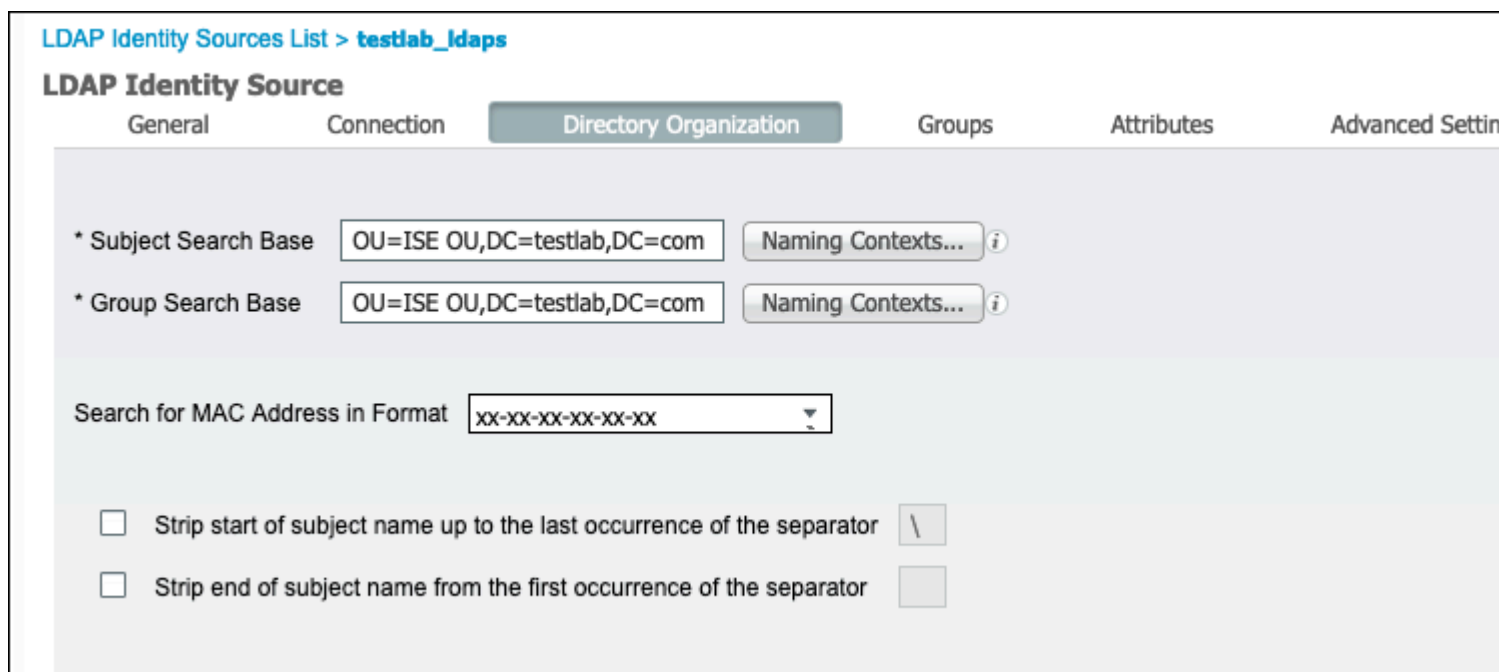 LDAP Identity Sources List > testlab_ldaps
LDAP Identity Source
General Connection Directory Organization Groups Attributes Advanced Settin
* Subject Search Base OU=ISE OU,DC=testlab,DC=com Naming Contexts... i
* Group Search Base OU=ISE OU,DC=testlab,DC=com Naming Contexts... i
Search for MAC Address in Format xx-xx-xx-xx-xx-xx
Strip start of subject name up to the last occurrence of the separator \
Strip end of subject name from the first occurrence of the separator